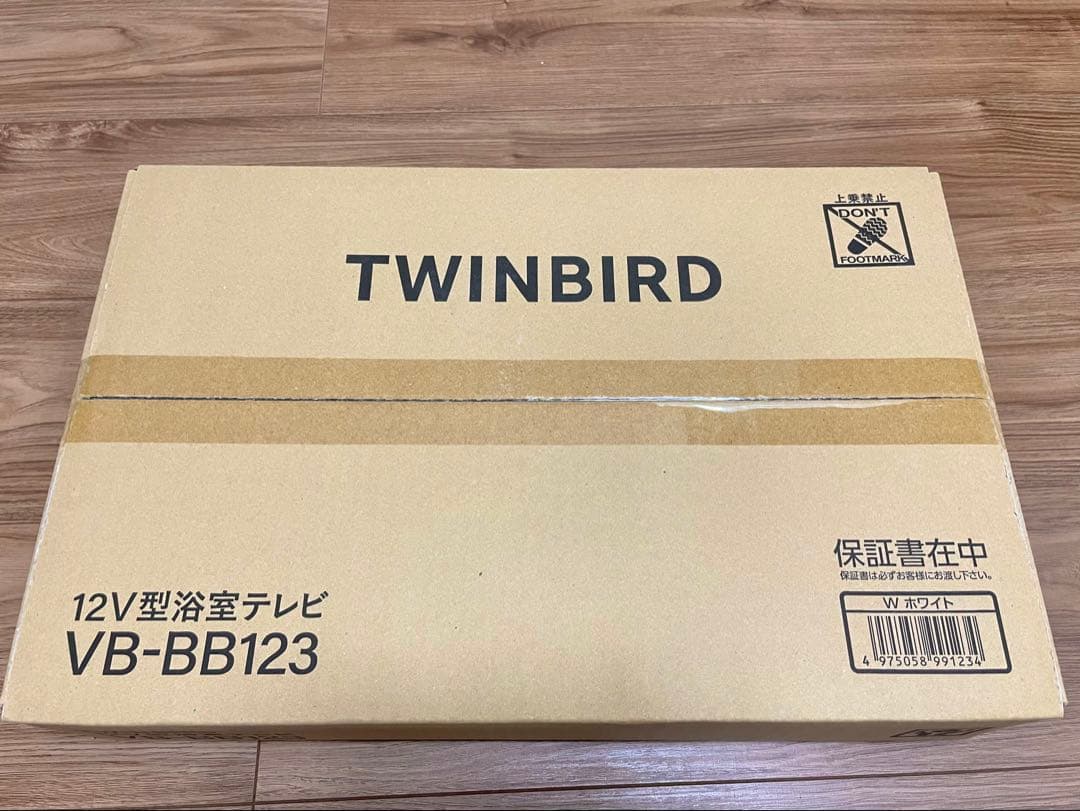 上乗禁止
DON'T
FOOTMARK
TWINBIRD
保証書在中
保証書は必ずお客様にお渡し下さい。
W ホワイト
4 975058 991234
12V型浴室テレビ
VB-BB123